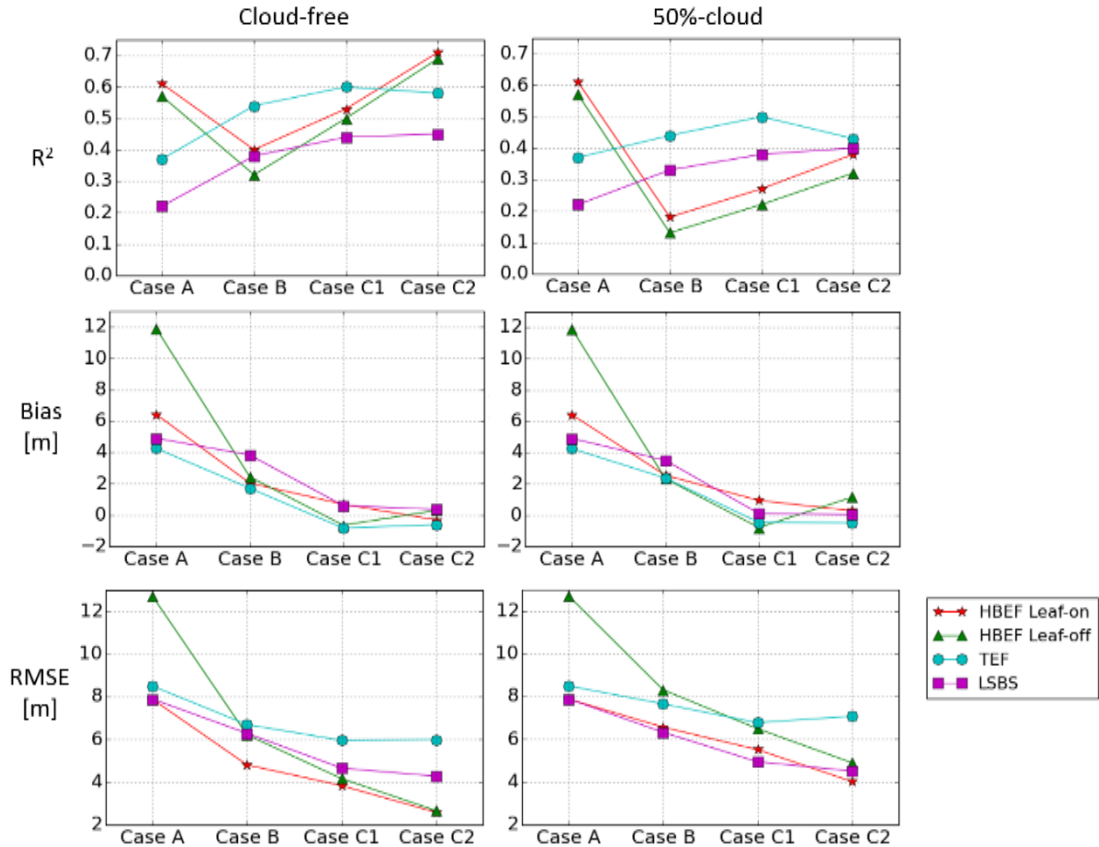 Cloud-free 50%-cloud
R²
0.7 0.6 0.5 0.4 0.3 0.2 0.1 0.0
Case A Case B Case C1 Case C2
0.7 0.6 0.5 0.4 0.3 0.2 0.1 0.0
Case A Case B Case C1 Case C2
Bias
[m]
12 10 8 6 4 2 0 −2
Case A Case B Case C1 Case C2
12 10 8 6 4 2 0 −2
Case A Case B Case C1 Case C2
RMSE
[m]
12 10 8 6 4 2
Case A Case B Case C1 Case C2
12 10 8 6 4 2
Case A Case B Case C1 Case C2
HBEF Leaf-on
HBEF Leaf-off
TEF
LSBS